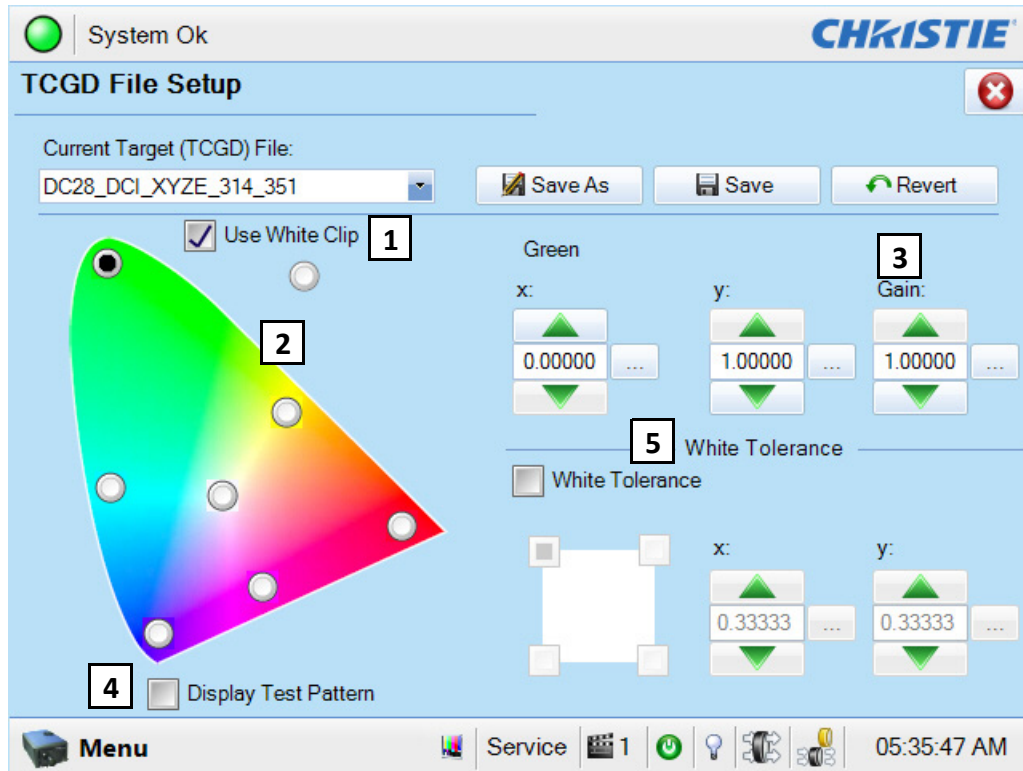 System Ok
CHRISTIE
TCGD File Setup
Current Target (TCGD) File:
DC28_DCI_XYZE_314_351
Save As
Save
Revert
Use White Clip
1
2
Green
3
x:
y:
Gain:
0.00000
...
1.00000
...
1.00000
...
5
White Tolerance
White Tolerance
x:
y:
0.33333
...
0.33333
...
4
Display Test Pattern
Menu
Service
1
05:35:47 AM